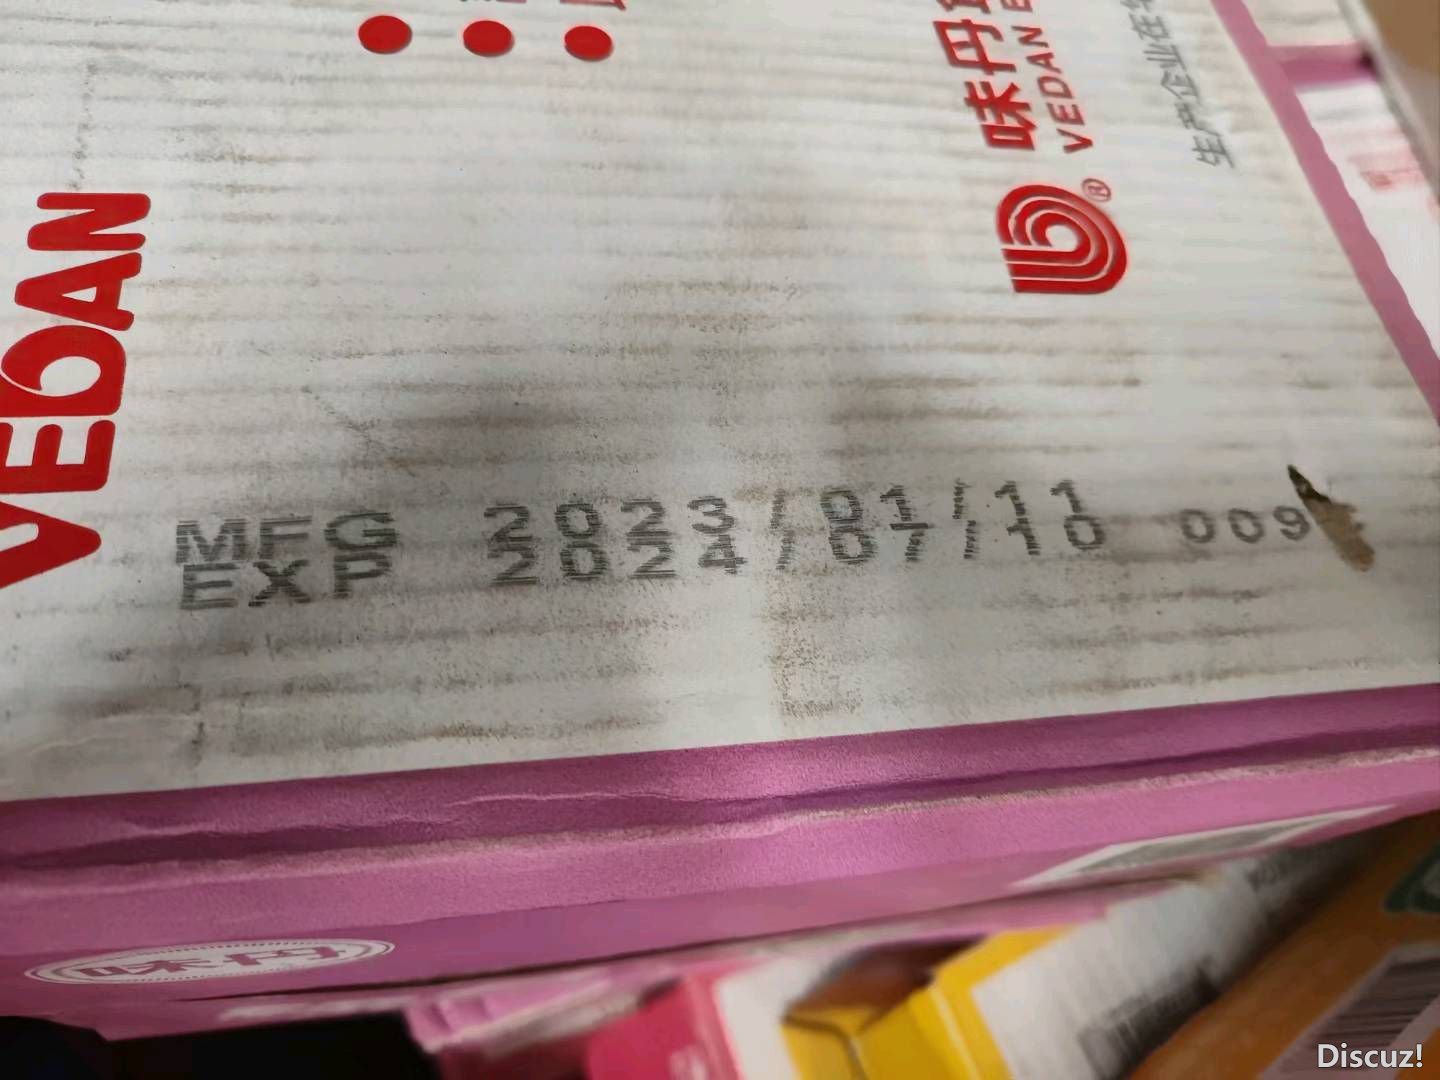 味丹
VEDAN E
®
生产企业在
VEDAN
MFG 2023/01/11
EXP 2024/07/10 009
味丹
Discuz!